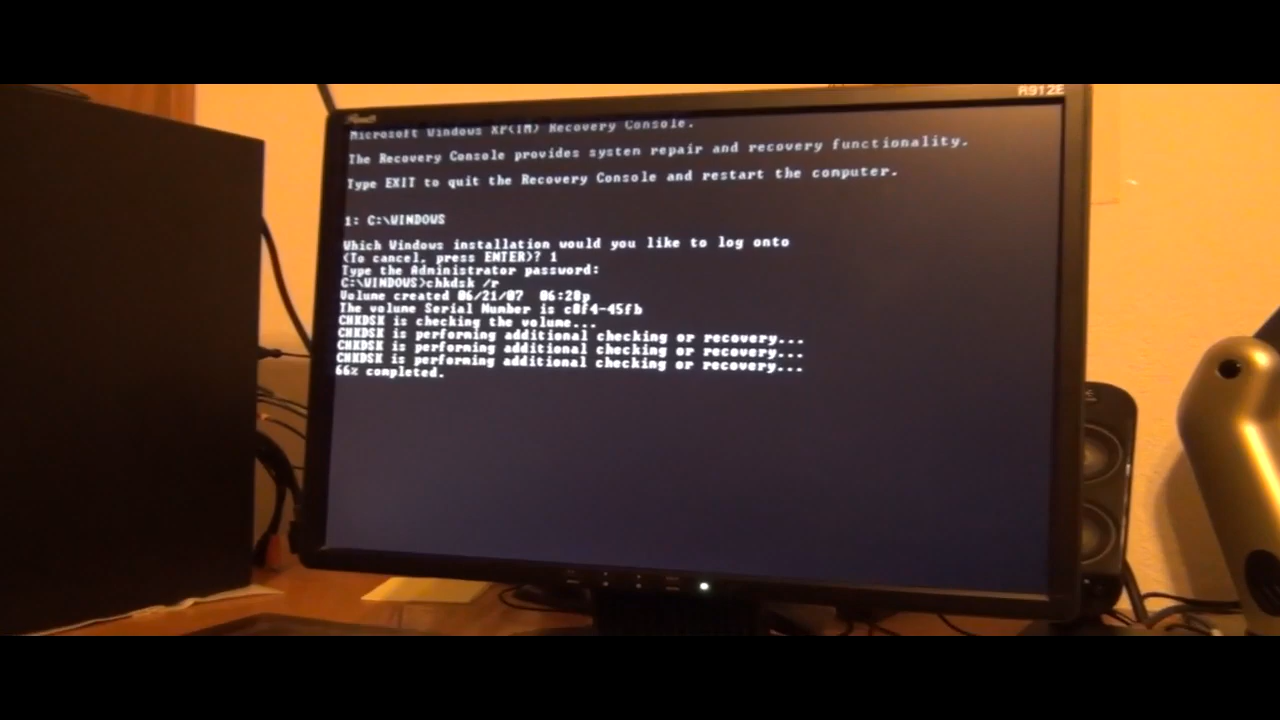 R912E
Microsoft Windows XP(TM) Recovery Console.
The Recovery Console provides system repair and recovery functionality.
Type EXIT to quit the Recovery Console and restart the computer.
1: C:\WINDOWS
Which Windows installation would you like to log onto
(To cancel, press ENTER)? 1
Type the Administrator password:
C:\WINDOWS>chkdsk /r
Volume created 06/21/07 06:28p
The volume Serial Number is c8f4-45fb
CHKDSK is checking the volume...
CHKDSK is performing additional checking or recovery...
CHKDSK is performing additional checking or recovery...
CHKDSK is performing additional checking or recovery...
66% completed.